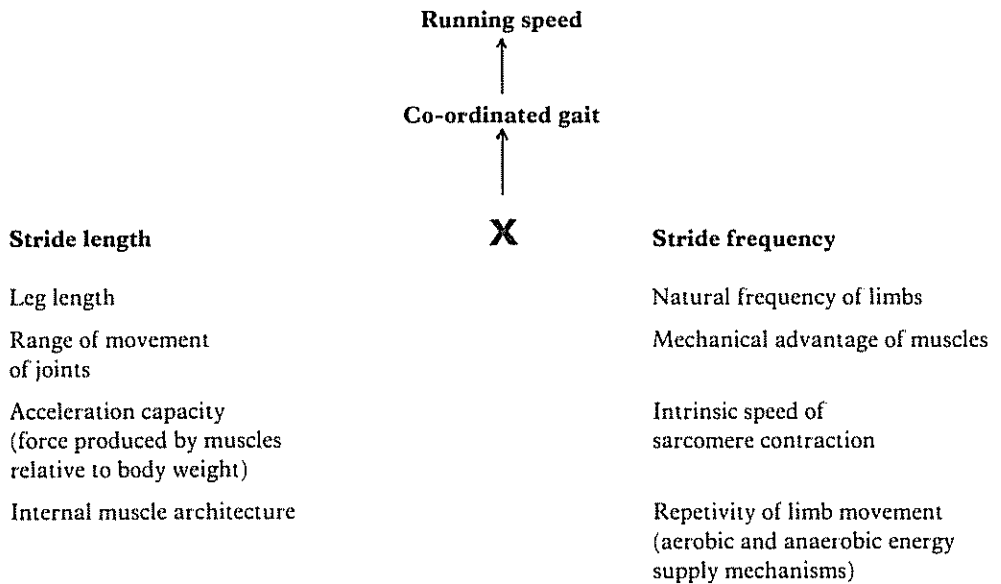 Running speed
Co-ordinated gait
Stride length X Stride frequency
Leg length
Range of movement
of joints
Acceleration capacity
(force produced by muscles
relative to body weight)
Internal muscle architecture
Natural frequency of limbs
Mechanical advantage of muscles
Intrinsic speed of
sarcomere contraction
Repetivity of limb movement
(aerobic and anaerobic energy
supply mechanisms)